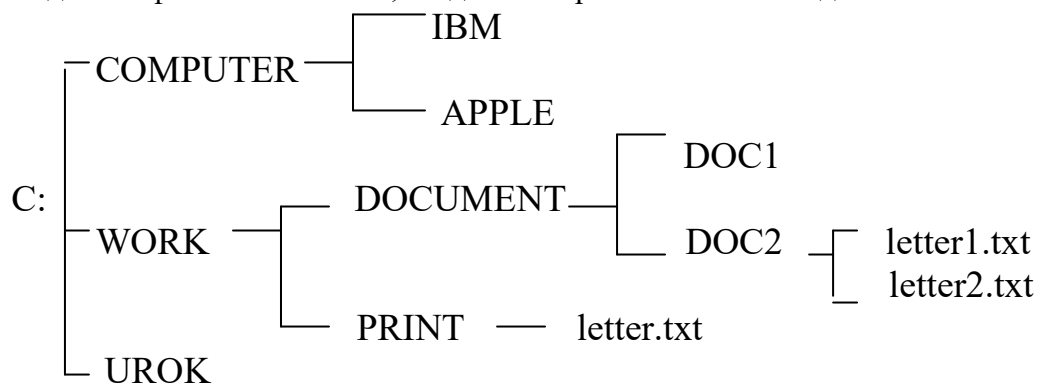 IBM
COMPUTER
APPLE
DOC1
C:
DOCUMENT
WORK
DOC2
letter1.txt
letter2.txt
PRINT
letter.txt
UROK